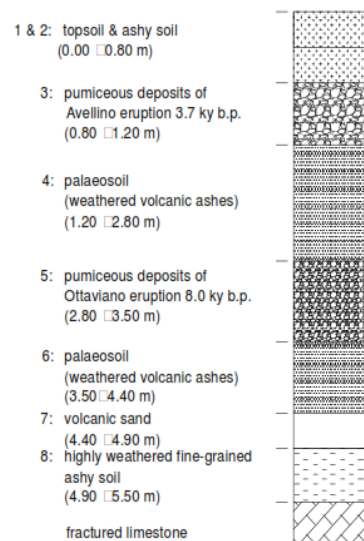 1 & 2: topsoil & ashy soil
(0.00 □0.80 m)
3: pumiceous deposits of
Avellino eruption 3.7 ky b.p.
(0.80 □1.20 m)
4: palaeosoil
(weathered volcanic ashes)
(1.20 □2.80 m)
5: pumiceous deposits of
Ottaviano eruption 8.0 ky b.p.
(2.80 □3.50 m)
6: palaeosoil
(weathered volcanic ashes)
(3.50 □4.40 m)
7: volcanic sand
(4.40 □4.90 m)
8: highly weathered fine-grained
ashy soil
(4.90 □5.50 m)
fractured limestone